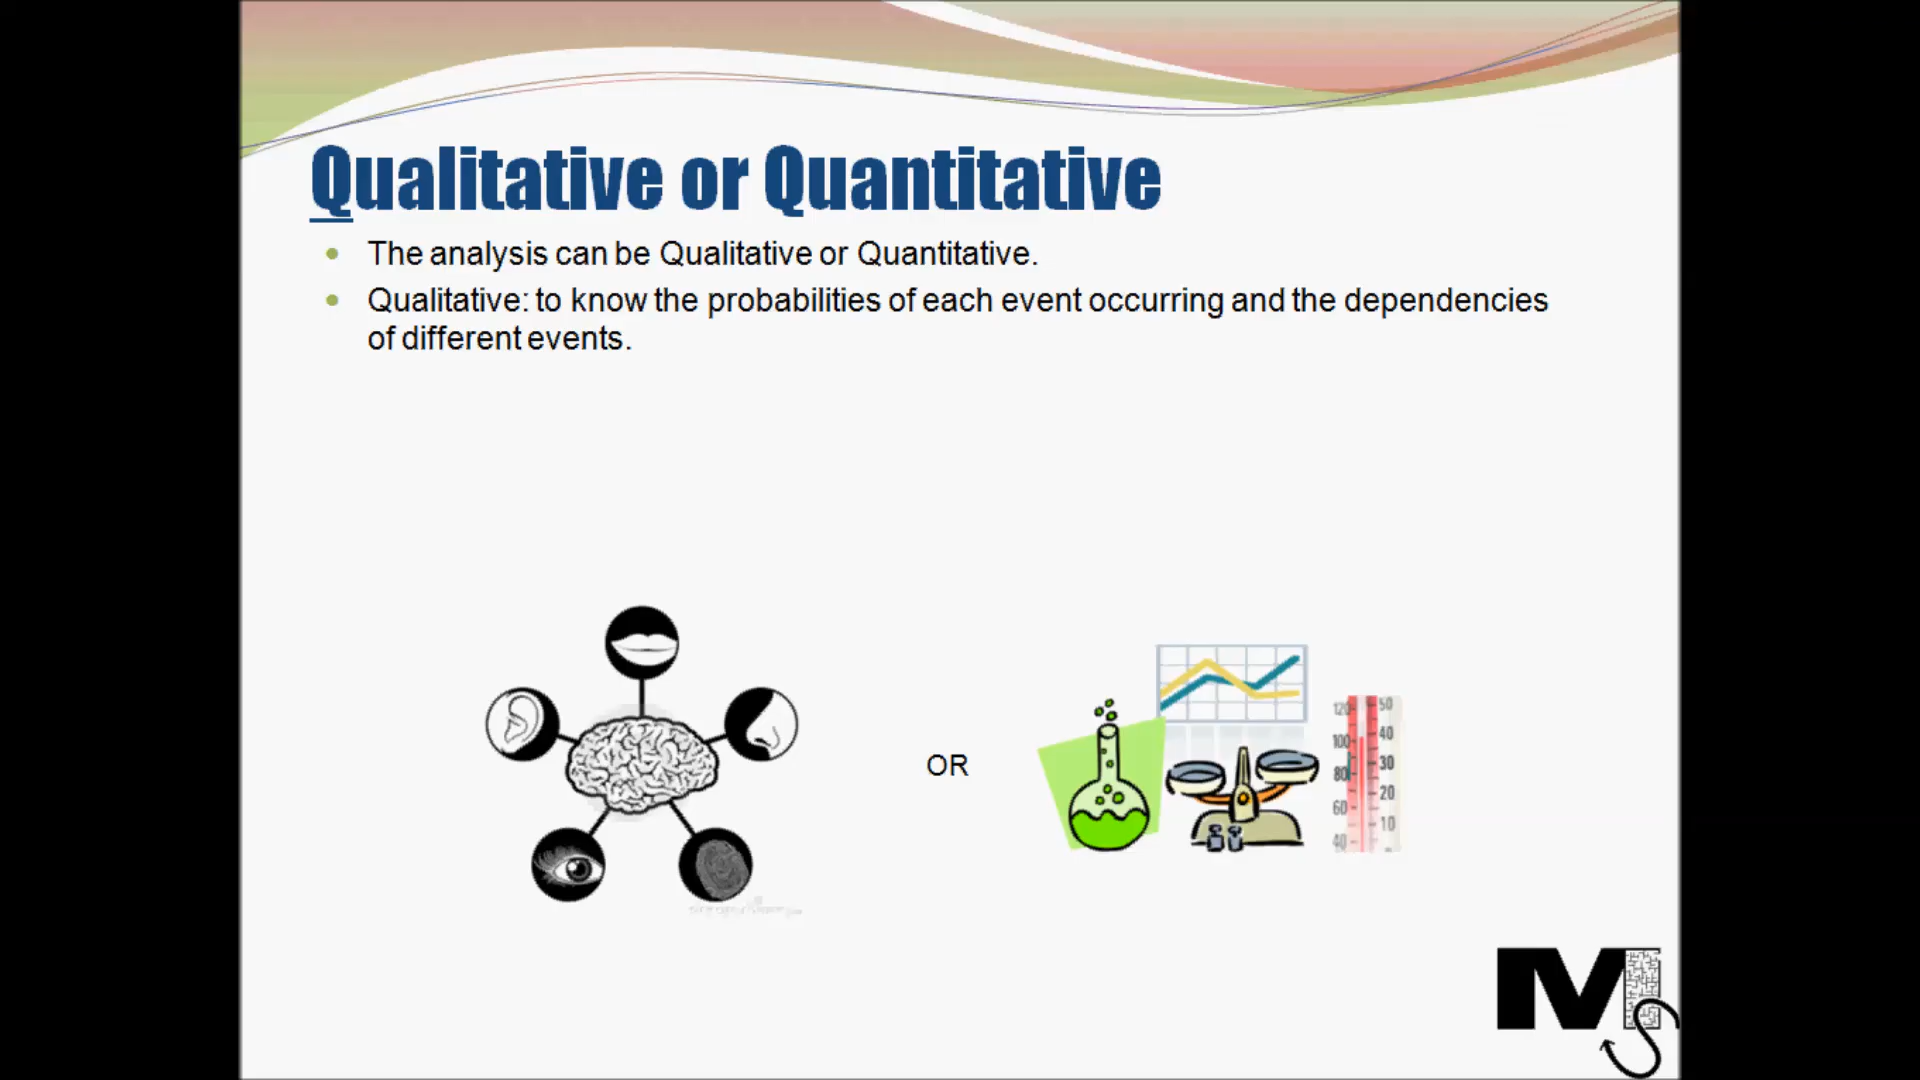 Qualitative or Quantitative
The analysis can be Qualitative or Quantitative.
Qualitative: to know the probabilities of each event occurring and the dependencies
of different events.
OR
120 50
100 40
80 30
60 20
40 10
M